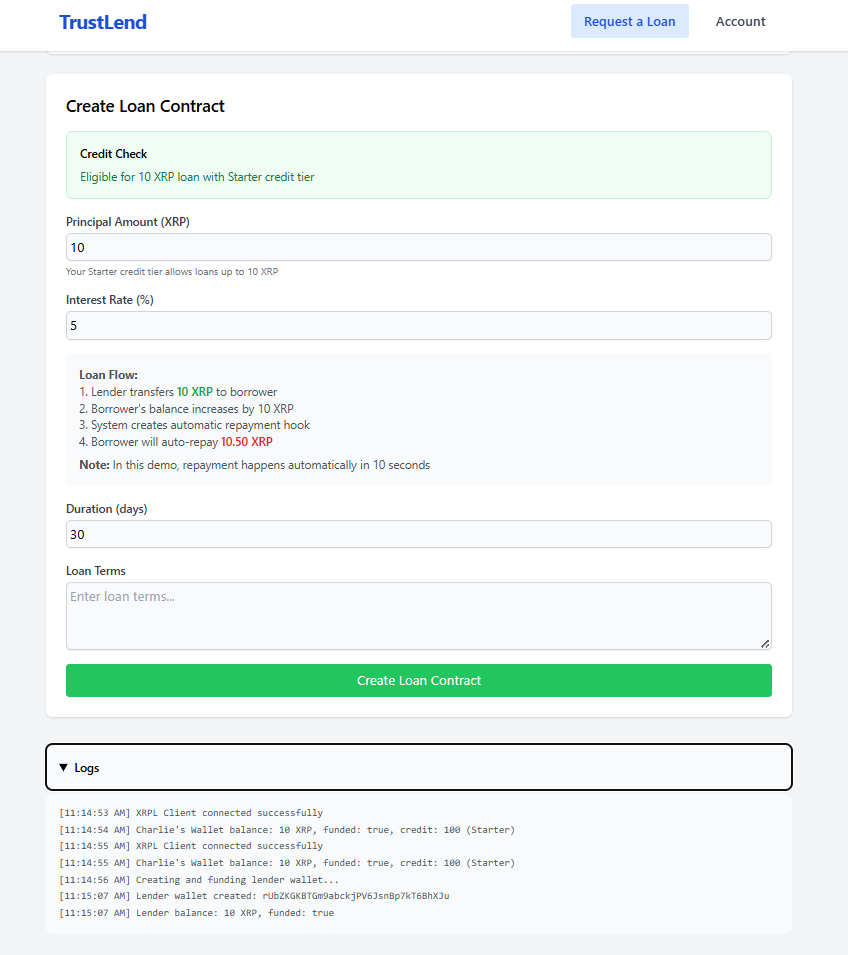 TrustLend
Request a Loan
Account
Create Loan Contract
Credit Check
Eligible for 10 XRP loan with Starter credit tier
Principal Amount (XRP)
10
Your Starter credit tier allows loans up to 10 XRP
Interest Rate (%)
5
Loan Flow:
1. Lender transfers 10 XRP to borrower
2. Borrower's balance increases by 10 XRP
3. System creates automatic repayment hook
4. Borrower will auto-repay 10.50 XRP
Note: In this demo, repayment happens automatically in 10 seconds
Duration (days)
30
Loan Terms
Enter loan terms...
Create Loan Contract
▼ Logs
[11:14:53 AM] XRPL Client connected successfully
[11:14:54 AM] Charlie's Wallet balance: 10 XRP, funded: true, credit: 100 (Starter)
[11:14:55 AM] XRPL Client connected successfully
[11:14:55 AM] Charlie's Wallet balance: 10 XRP, funded: true, credit: 100 (Starter)
[11:14:56 AM] Creating and funding lender wallet...
[11:15:07 AM] Lender wallet created: rUbZKGKBTGm9abckjPV6JsnBp7kT6BhXJu
[11:15:07 AM] Lender balance: 10 XRP, funded: true